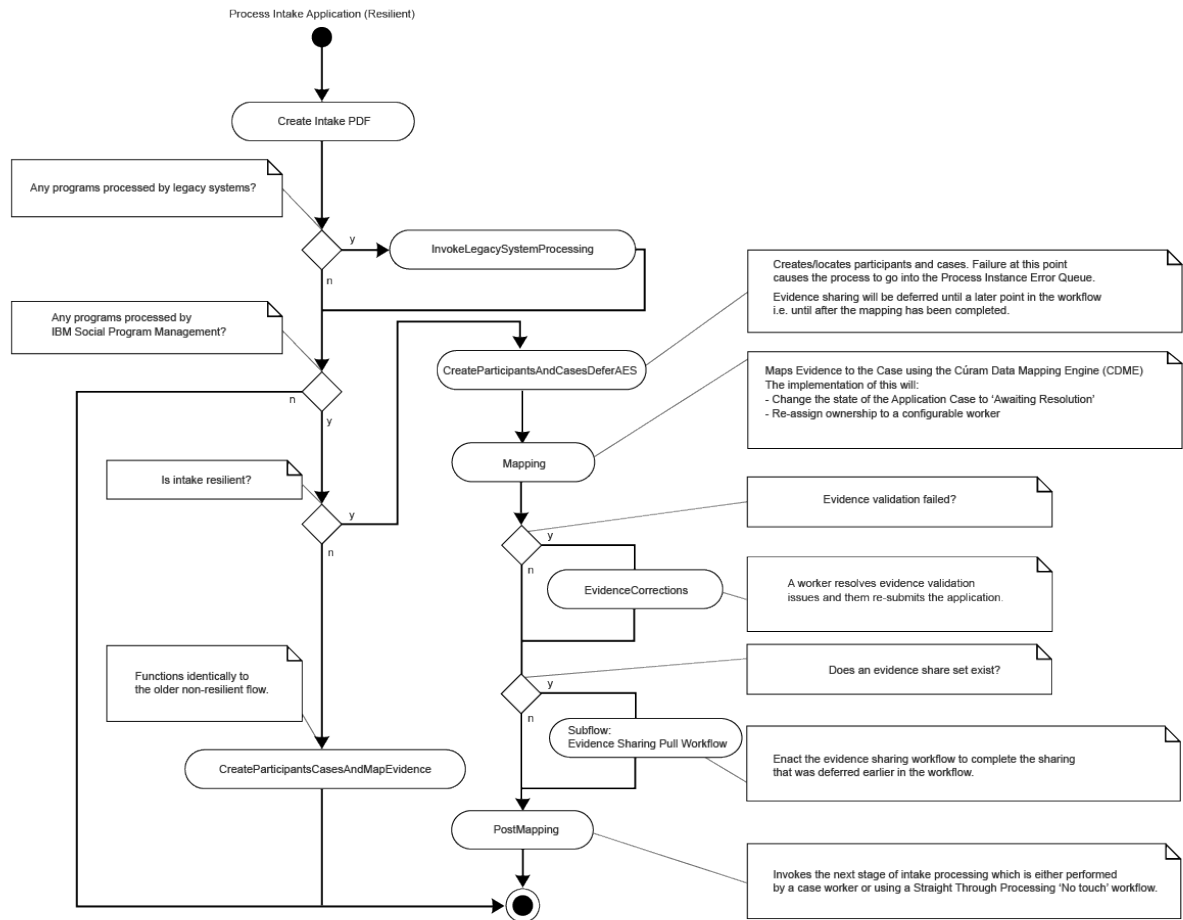 Process Intake Application (Resilient)
Create Intake PDF
Any programs processed by legacy systems?
y
InvokeLegacySystemProcessing
n
Any programs processed by
IBM Social Program Management?
n
y
Is intake resilient?
y
n
Functions identically to
the older non-resilient flow.
CreateParticipantsCasesAndMapEvidence
CreateParticipantsAndCasesDeferAES
Creates/locates participants and cases. Failure at this point
causes the process to go into the Process Instance Error Queue.
Evidence sharing will be deferred until a later point in the workflow
i.e. until after the mapping has been completed.
Mapping
Maps Evidence to the Case using the Cúram Data Mapping Engine (CDME)
The implementation of this will:
- Change the state of the Application Case to ‘Awaiting Resolution’
- Re-assign ownership to a configurable worker
Evidence validation failed?
y
n
EvidenceCorrections
A worker resolves evidence validation
issues and them re-submits the application.
Does an evidence share set exist?
y
n
Subflow:
Evidence Sharing Pull Workflow
Enact the evidence sharing workflow to complete the sharing
that was deferred earlier in the workflow.
PostMapping
Invokes the next stage of intake processing which is either performed
by a case worker or using a Straight Through Processing ‘No touch’ workflow.